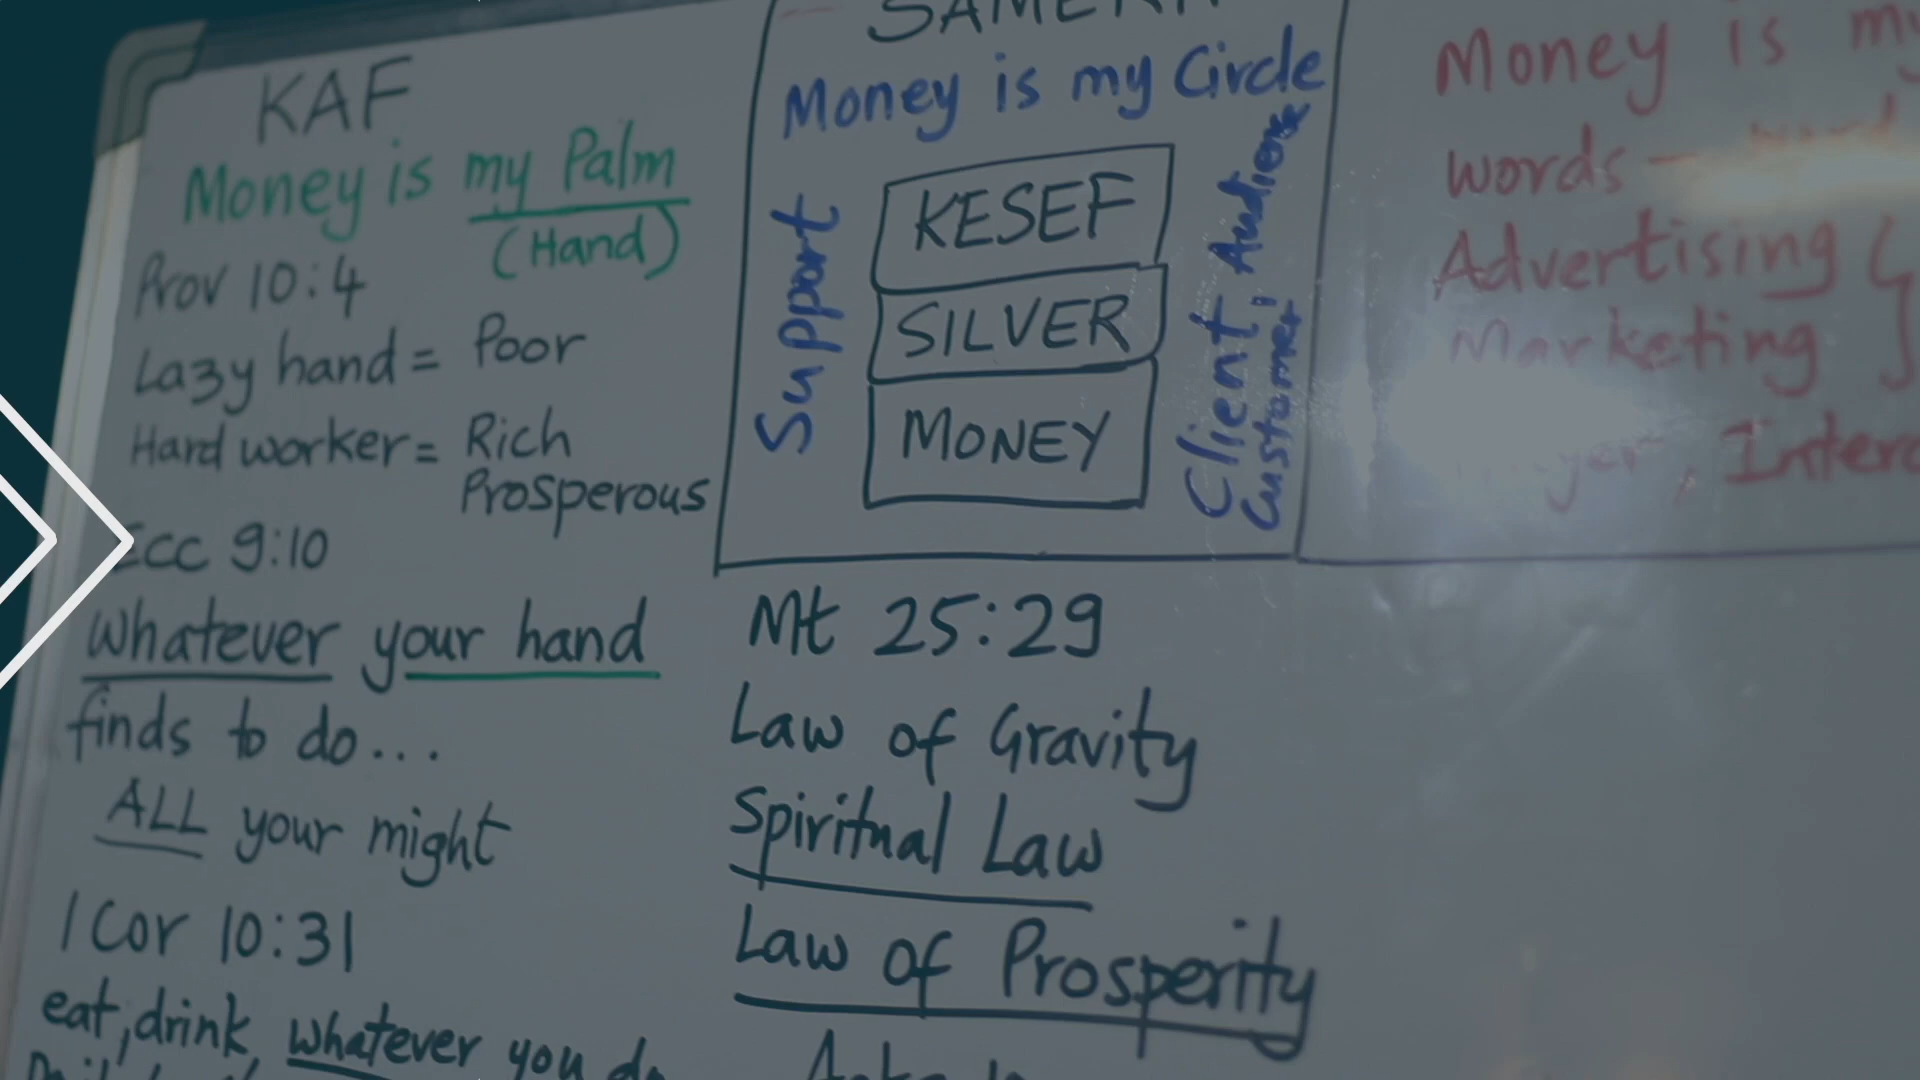 KAF
Money is my Palm
(Hand)
Prov 10:4
Lazy hand = Poor
Hard worker = Rich
Prosperous
Ecc 9:10
Whatever your hand
finds to do...
ALL your might
1 Cor 10:31
eat, drink, whatever you do
Money is my Circle
Support
KESEF
SILVER
MONEY
Client, Audience
Customer
Mt 25:29
Law of Gravity
Spiritual Law
Law of Prosperity
Money is my
words –
Advertising
Marketing